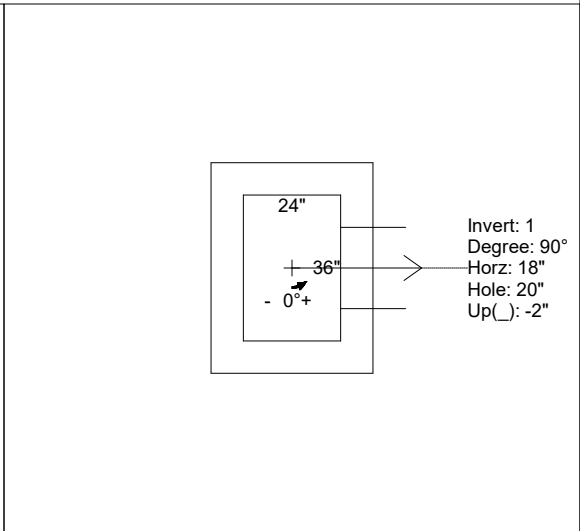 24"
36"
- 0°+
Invert: 1
Degree: 90°
Horz: 18"
Hole: 20"
Up(_): -2"